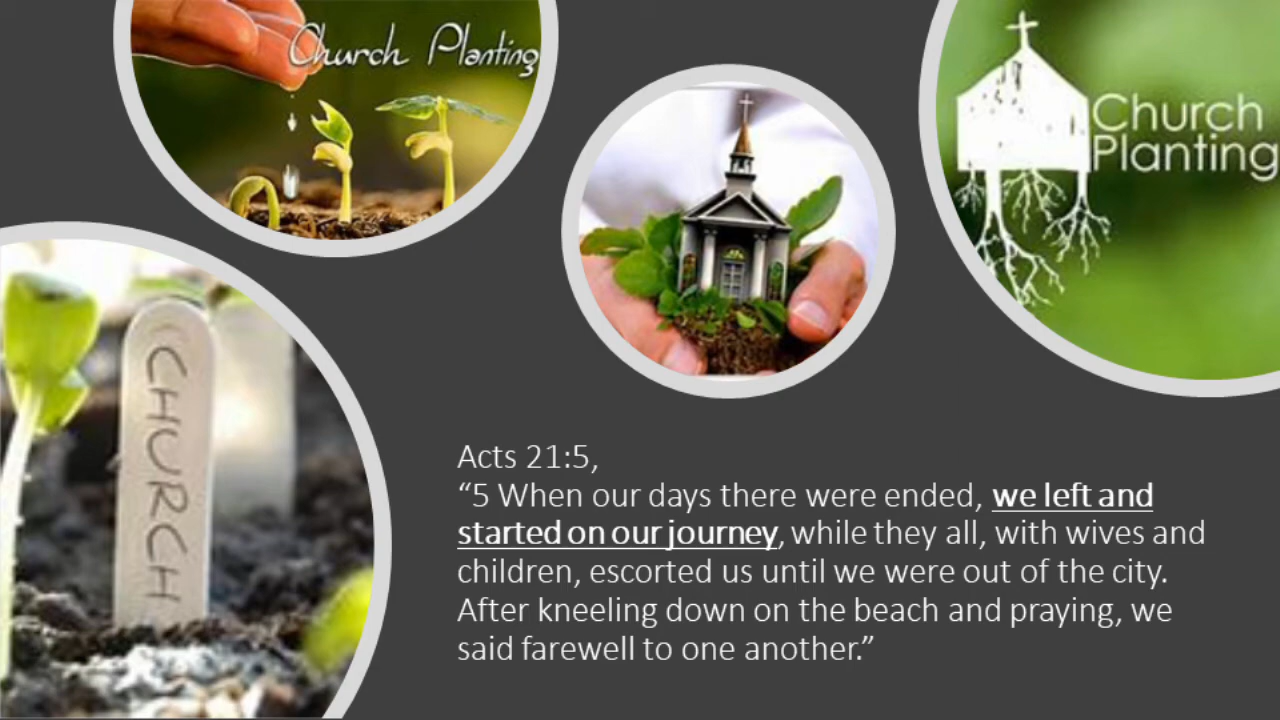 Church Planting
Church
Planting
CHURCH
Acts 21:5,
“5 When our days there were ended, we left and
started on our journey, while they all, with wives and
children, escorted us until we were out of the city.
After kneeling down on the beach and praying, we
said farewell to one another.”